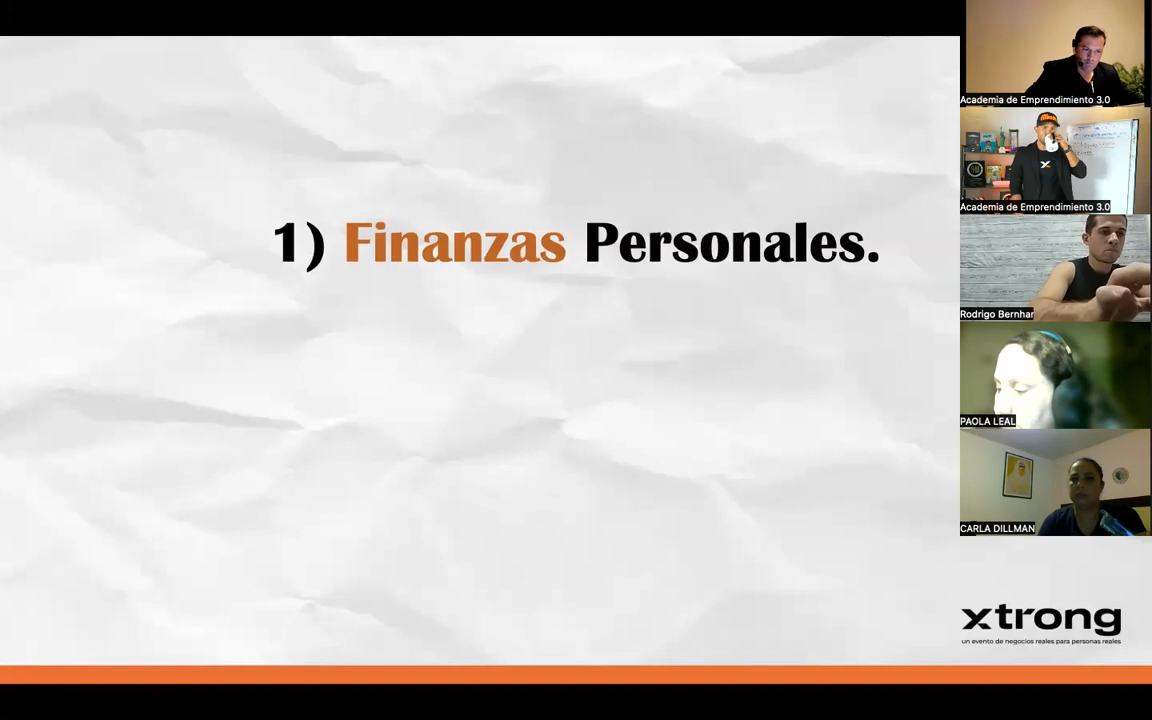 1) Finanzas Personales.
Academia de Emprendimiento 3.0
Academia de Emprendimiento 3.0
Rodrigo Bernhar
PAOLA LEAL
CARLA DILLMAN
xtrong
un evento de negocios reales para personas reales